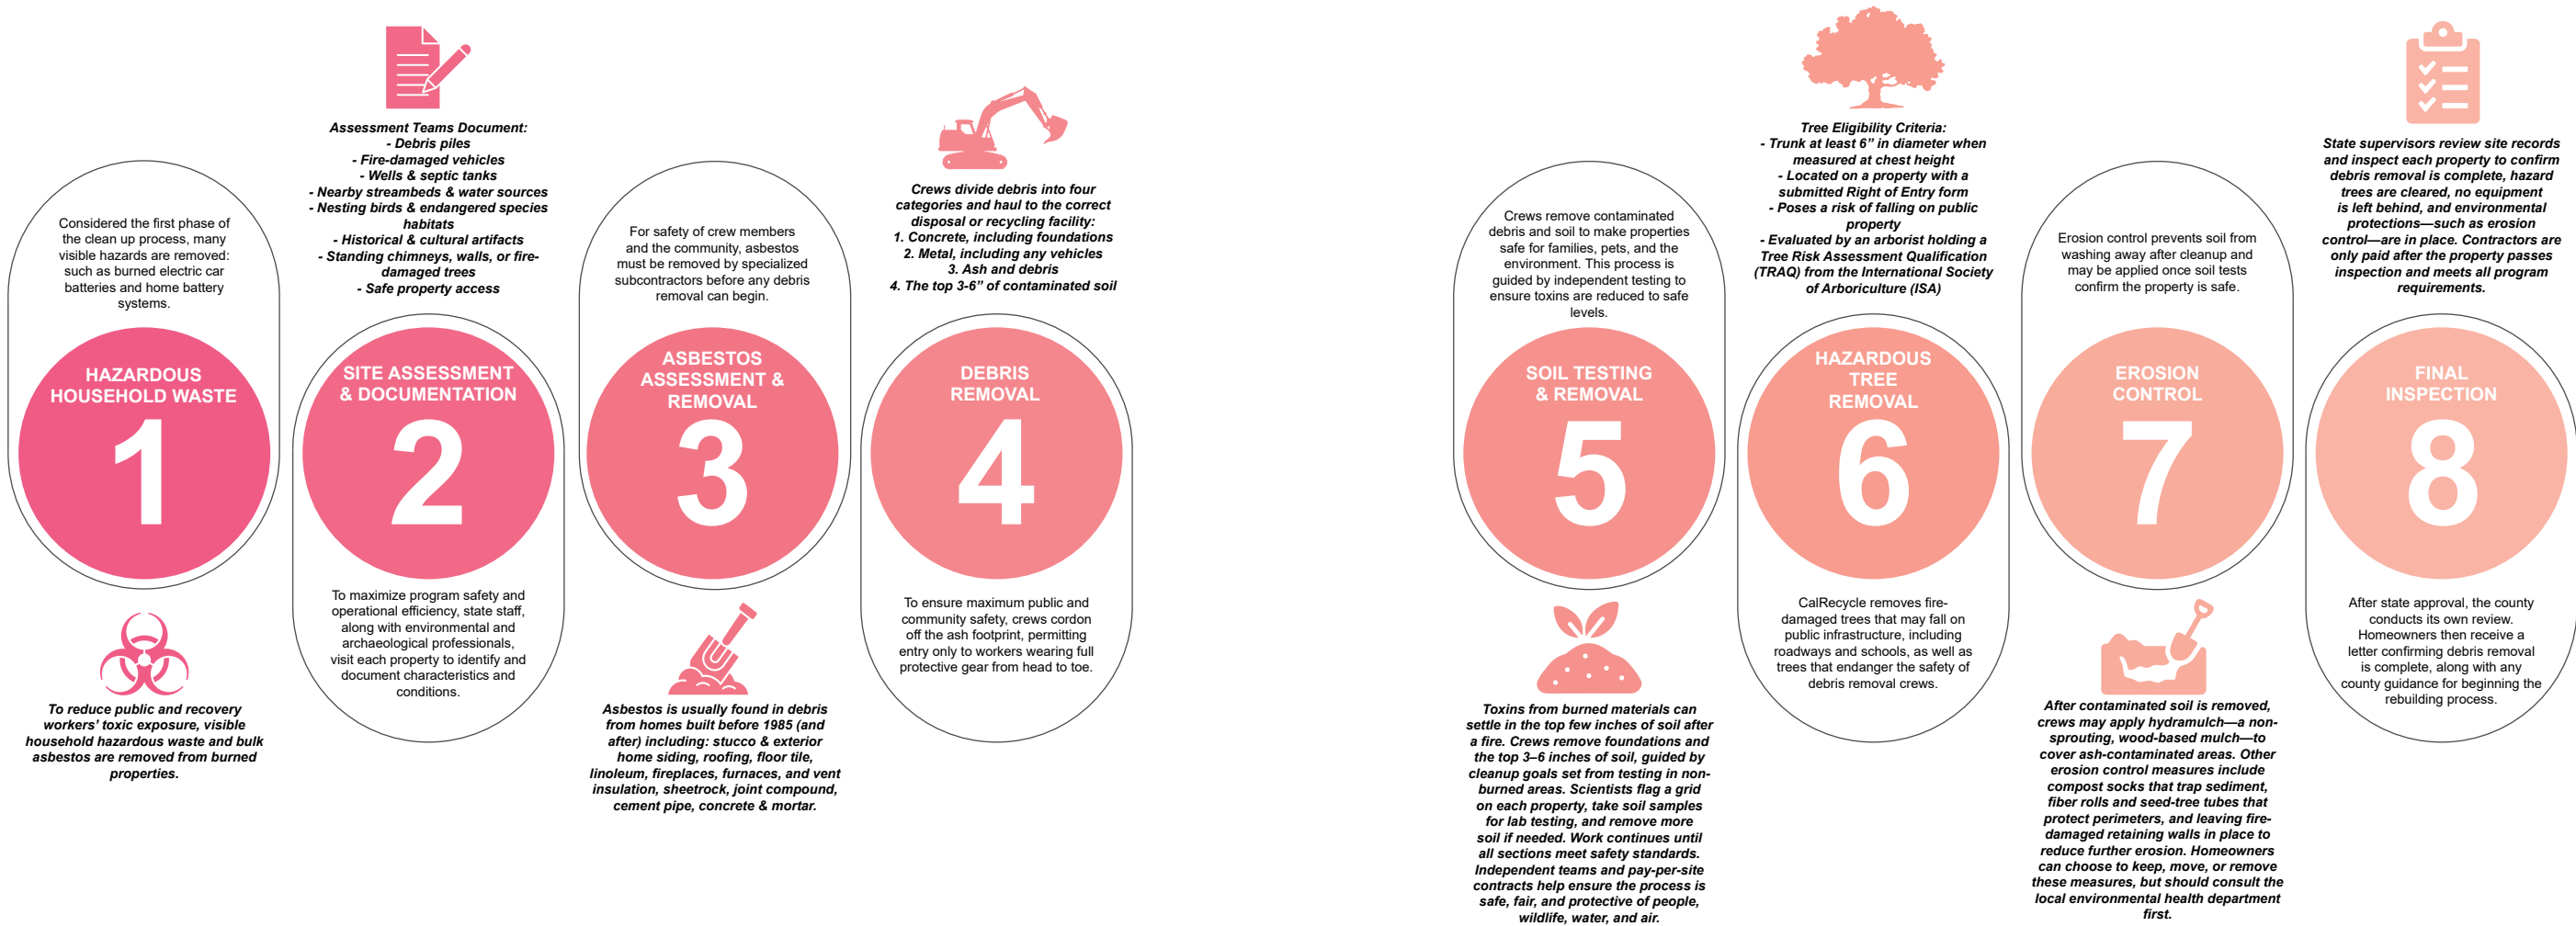 Considered the first phase of
the clean up process, many
visible hazards are removed:
such as burned electric car
batteries and home battery
systems.
HAZARDOUS
HOUSEHOLD WASTE
1
To reduce public and recovery
workers' toxic exposure, visible
household hazardous waste and bulk
asbestos are removed from burned
properties.
Assessment Teams Document:
- Debris piles
- Fire-damaged vehicles
- Wells & septic tanks
- Nearby streambeds & water sources
- Nesting birds & endangered species
habitats
- Historical & cultural artifacts
- Standing chimneys, walls, or fire-
damaged trees
- Safe property access
SITE ASSESSMENT
& DOCUMENTATION
2
To maximize program safety and
operational efficiency, state staff,
along with environmental and
archaeological professionals,
visit each property to identify and
document characteristics and
conditions.
For safety of crew members
and the community, asbestos
must be removed by specialized
subcontractors before any debris
removal can begin.
ASBESTOS
ASSESSMENT &
REMOVAL
3
Asbestos is usually found in debris
from homes built before 1985 (and
after) including: stucco & exterior
home siding, roofing, floor tile,
linoleum, fireplaces, furnaces, and vent
insulation, sheetrock, joint compound,
cement pipe, concrete & mortar.
Crews divide debris into four
categories and haul to the correct
disposal or recycling facility:
1. Concrete, including foundations
2. Metal, including any vehicles
3. Ash and debris
4. The top 3-6” of contaminated soil
DEBRIS
REMOVAL
4
To ensure maximum public and
community safety, crews cordon
off the ash footprint, permitting
entry only to workers wearing full
protective gear from head to toe.
Crews remove contaminated
debris and soil to make properties
safe for families, pets, and the
environment. This process is
guided by independent testing to
ensure toxins are reduced to safe
levels.
SOIL TESTING
& REMOVAL
5
Toxins from burned materials can
settle in the top few inches of soil after
a fire. Crews remove foundations and
the top 3–6 inches of soil, guided by
cleanup goals set from testing in non-
burned areas. Scientists flag a grid
on each property, take soil samples
for lab testing, and remove more
soil if needed. Work continues until
all sections meet safety standards.
Independent teams and pay-per-site
contracts help ensure the process is
safe, fair, and protective of people,
wildlife, water, and air.
Tree Eligibility Criteria:
- Trunk at least 6” in diameter when
measured at chest height
- Located on a property with a
submitted Right of Entry form
- Poses a risk of falling on public
property
- Evaluated by an arborist holding a
Tree Risk Assessment Qualification
(TRAQ) from the International Society
of Arboriculture (ISA)
HAZARDOUS
TREE
REMOVAL
6
CalRecycle removes fire-
damaged trees that may fall on
public infrastructure, including
roadways and schools, as well as
trees that endanger the safety of
debris removal crews.
Erosion control prevents soil from
washing away after cleanup and
may be applied once soil tests
confirm the property is safe.
EROSION
CONTROL
7
After contaminated soil is removed,
crews may apply hydramulch—a non-
sprouting, wood-based mulch—to
cover ash-contaminated areas. Other
erosion control measures include
compost socks that trap sediment,
fiber rolls and seed-tree tubes that
protect perimeters, and leaving fire-
damaged retaining walls in place to
reduce further erosion. Homeowners
can choose to keep, move, or remove
these measures, but should consult the
local environmental health department
first.
State supervisors review site records
and inspect each property to confirm
debris removal is complete, hazard
trees are cleared, no equipment
is left behind, and environmental
protections—such as erosion
control—are in place. Contractors are
only paid after the property passes
inspection and meets all program
requirements.
FINAL
INSPECTION
8
After state approval, the county
conducts its own review.
Homeowners then receive a
letter confirming debris removal
is complete, along with any
county guidance for beginning the
rebuilding process.